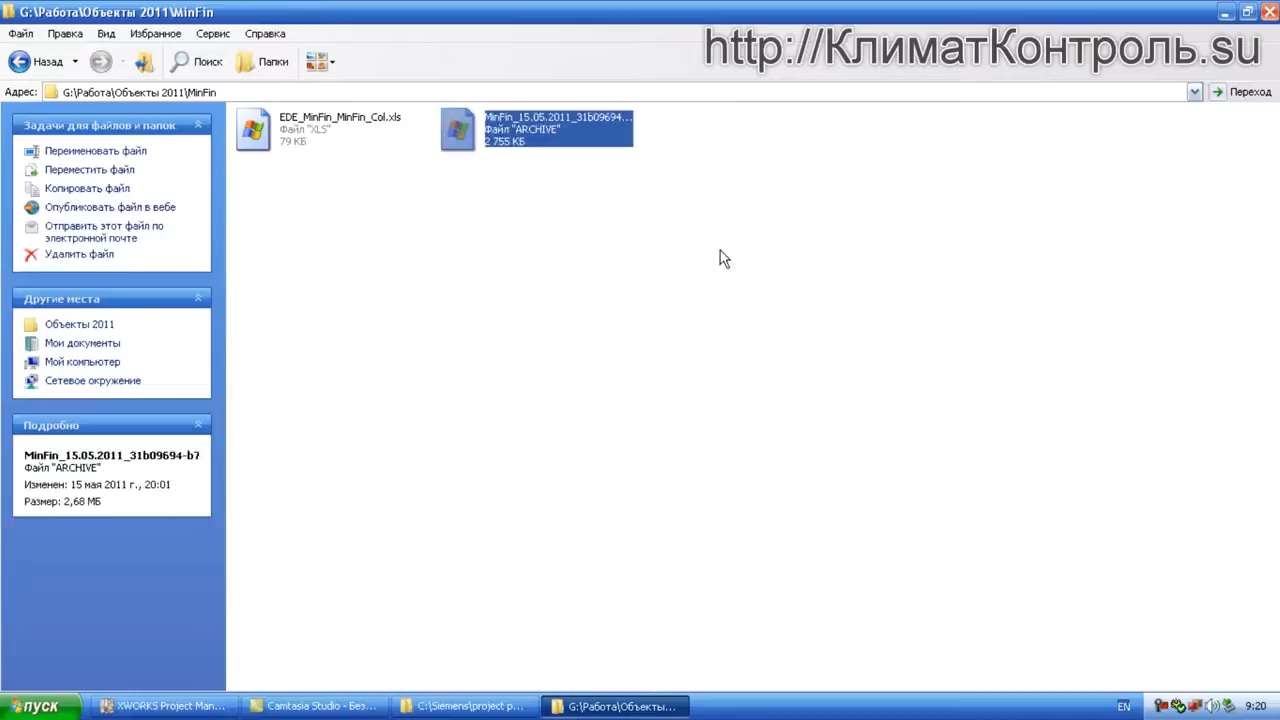 G:\Работа\Объекты 2011\MinFin
Файл Правка Вид Избранное Сервис Справка
http://КлиматКонтроль.su
Назад Поиск Папки
Адрес: G:\Работа\Объекты 2011\MinFin Переход
Задачи для файлов и папок
Переименовать файл
Переместить файл
Копировать файл
Опубликовать файл в вебе
Отправить этот файл по
электронной почте
Удалить файл
Другие места
Объекты 2011
Мои документы
Мой компьютер
Сетевое окружение
Подробно
MinFin_15.05.2011_31b09694-b7
Файл "ARCHIVE"
Изменен: 15 мая 2011 г., 20:01
Размер: 2,68 МБ
EDE_MinFin_MinFin_Col.xls
Файл "XLS"
79 КБ
MinFin_15.05.2011_31b09694...
Файл "ARCHIVE"
2 755 КБ
пуск XWORKS Project Man... Camtasia Studio - Без... C:\Siemens\project p... G:\Работа\Объекты... EN 9:20